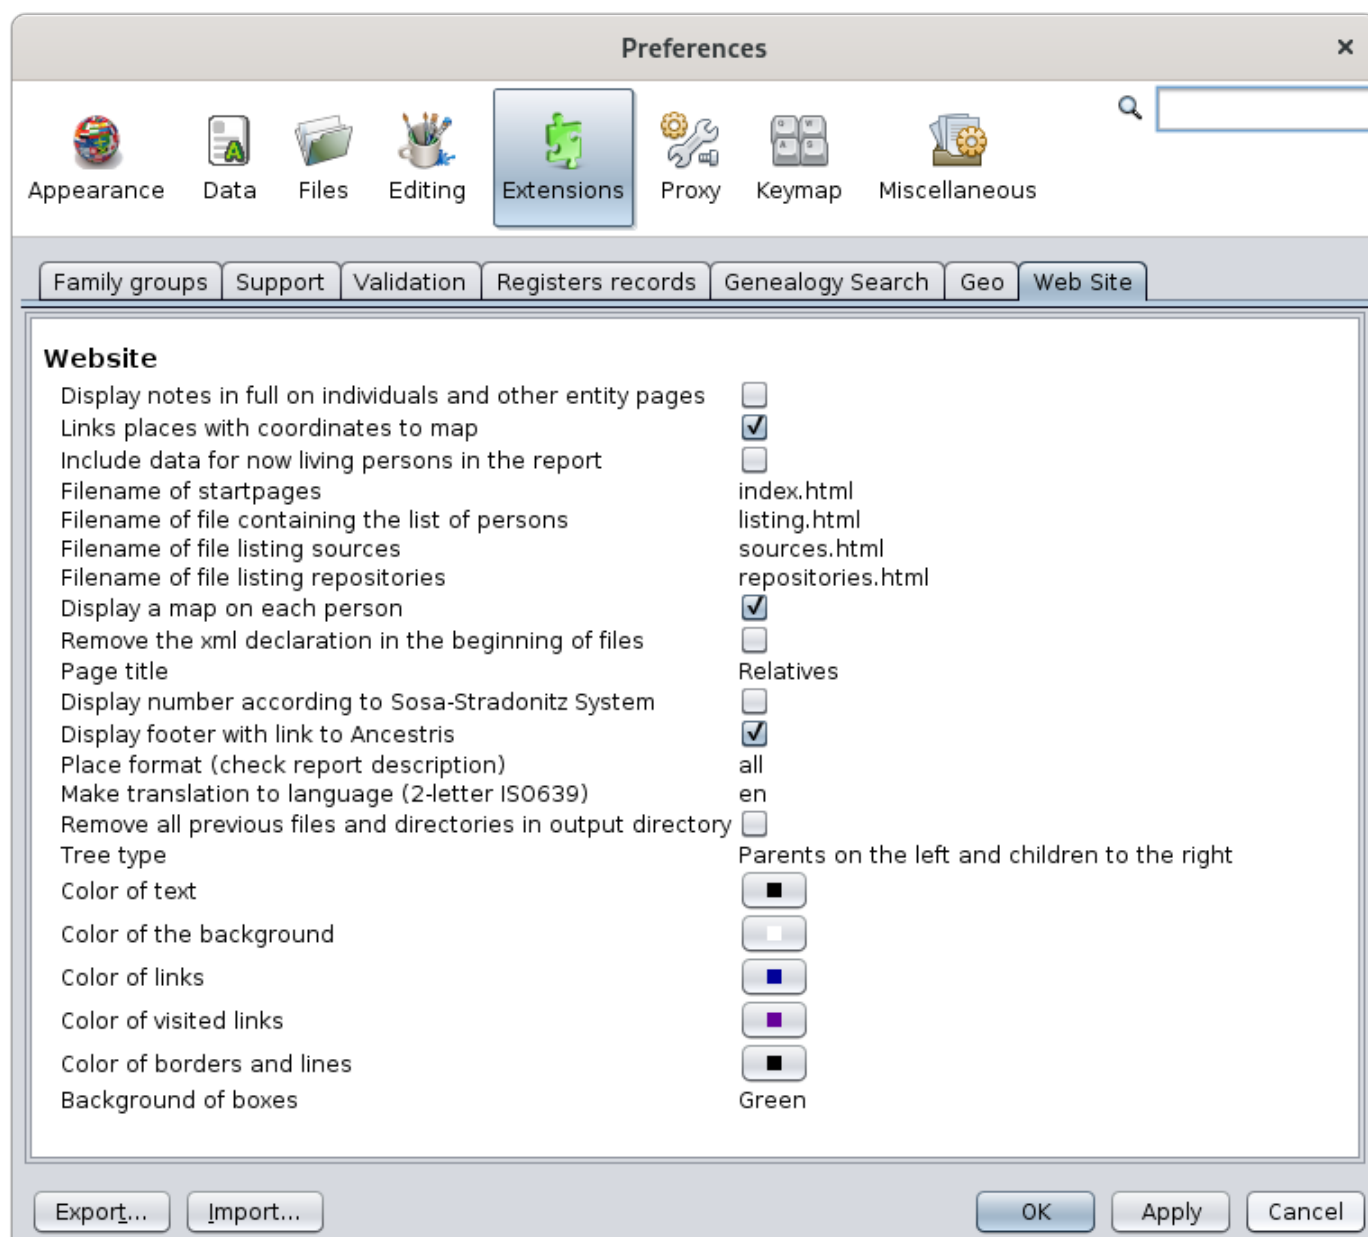 Preferences
Appearance Data Files Editing Extensions Proxy Keymap Miscellaneous
Family groups Support Validation Registers records Genealogy Search Geo Web Site
Website
Display notes in full on individuals and other entity pages
Links places with coordinates to map
Include data for now living persons in the report
Filename of startpages index.html
Filename of file containing the list of persons listing.html
Filename of file listing sources sources.html
Filename of file listing repositories repositories.html
Display a map on each person
Remove the xml declaration in the beginning of files
Page title Relatives
Display number according to Sosa-Stradonitz System
Display footer with link to Ancestris
Place format (check report description) all
Make translation to language (2-letter ISO639) en
Remove all previous files and directories in output directory
Tree type Parents on the left and children to the right
Color of text
Color of the background
Color of links
Color of visited links
Color of borders and lines
Background of boxes Green
Export... Import... OK Apply Cancel